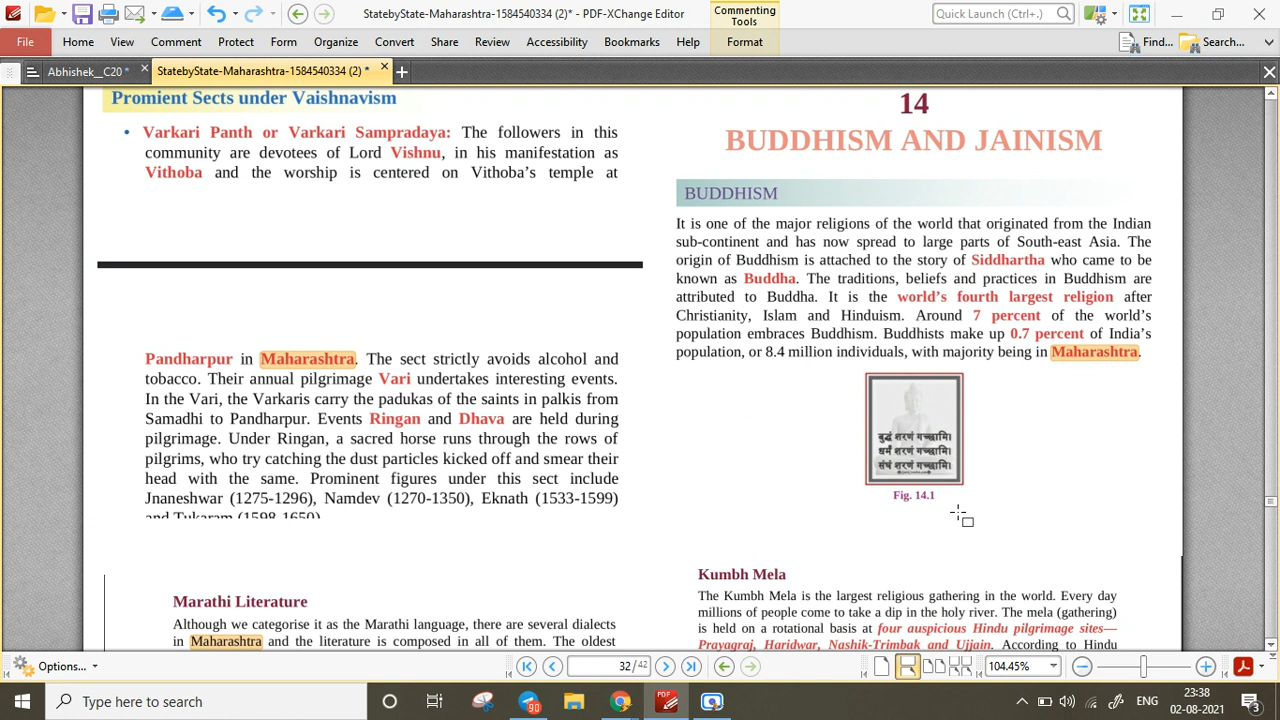 StatebyState-Maharashtra-1584540334 (2)* - PDF-XChange Editor
Commenting Tools
Quick Launch (Ctrl+.)
File Home View Comment Protect Form Organize Convert Share Review Accessibility Bookmarks Help Format
Find... Search...
Abhishek__C20 *
StatebyState-Maharashtra-1584540334 (2) *
Promient Sects under Vaishnavism
• Varkari Panth or Varkari Sampradaya: The followers in this
community are devotees of Lord Vishnu, in his manifestation as
Vithoba and the worship is centered on Vithoba's temple at
Pandharpur in Maharashtra. The sect strictly avoids alcohol and
tobacco. Their annual pilgrimage Vari undertakes interesting events.
In the Vari, the Varkaris carry the padukas of the saints in palkis from
Samadhi to Pandharpur. Events Ringan and Dhava are held during
pilgrimage. Under Ringan, a sacred horse runs through the rows of
pilgrims, who try catching the dust particles kicked off and smear their
head with the same. Prominent figures under this sect include
Jnaneshwar (1275-1296), Namdev (1270-1350), Eknath (1533-1599)
and Tukaram (1598-1650)
Marathi Literature
Although we categorise it as the Marathi language, there are several dialects
in Maharashtra and the literature is composed in all of them. The oldest
14
BUDDHISM AND JAINISM
BUDDHISM
It is one of the major religions of the world that originated from the Indian
sub-continent and has now spread to large parts of South-east Asia. The
origin of Buddhism is attached to the story of Siddhartha who came to be
known as Buddha. The traditions, beliefs and practices in Buddhism are
attributed to Buddha. It is the world's fourth largest religion after
Christianity, Islam and Hinduism. Around 7 percent of the world's
population embraces Buddhism. Buddhists make up 0.7 percent of India's
population, or 8.4 million individuals, with majority being in Maharashtra.
बुद्धं शरणं गच्छामि।
धर्मं शरणं गच्छामि।
संघं शरणं गच्छामि।
Fig. 14.1
Kumbh Mela
The Kumbh Mela is the largest religious gathering in the world. Every day
millions of people come to take a dip in the holy river. The mela (gathering)
is held on a rotational basis at four auspicious Hindu pilgrimage sites—
Prayagraj, Haridwar, Nashik-Trimbak and Ujjain. According to Hindu
Options...
32 / 42
104.45%
Type here to search
90
PDF
ENG
23:38
02-08-2021
3